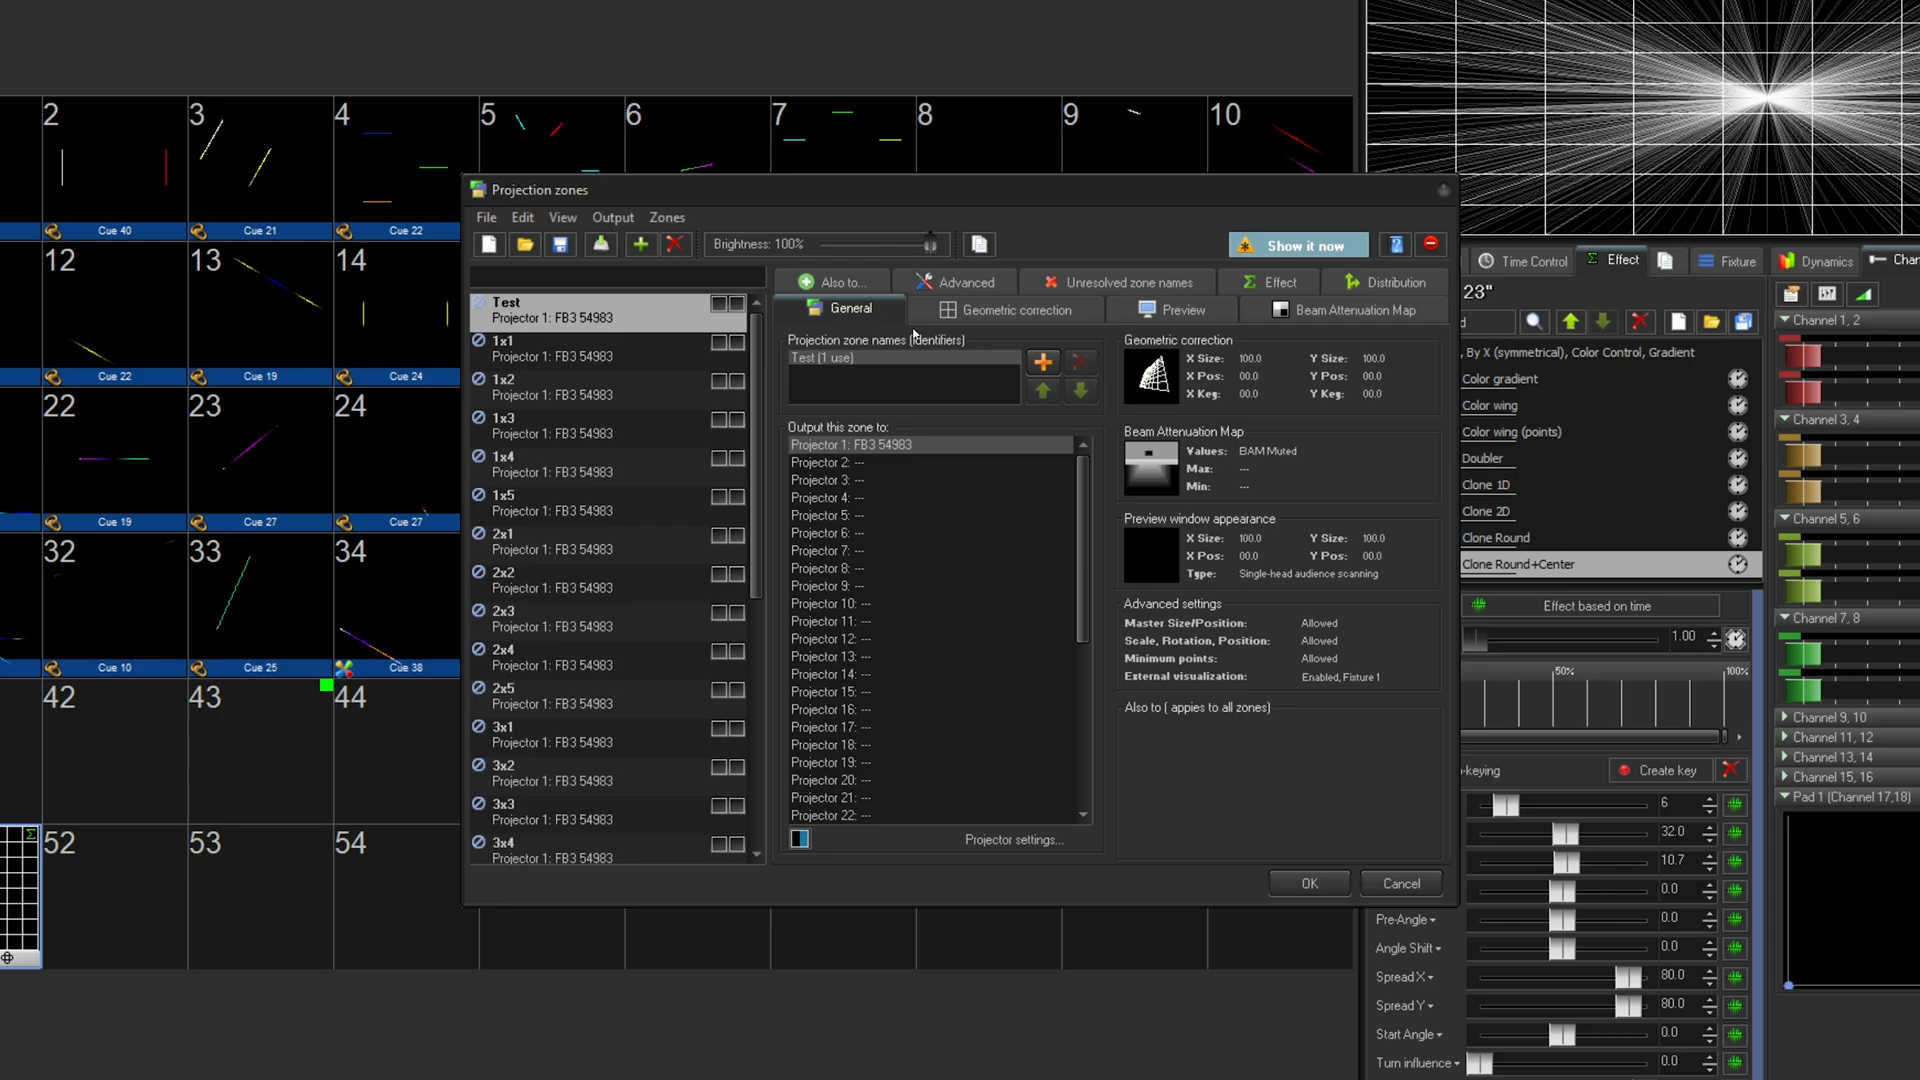 2
3
4
5
6
7
8
9
10
Cue 40
Cue 21
Cue 22
12
13
14
Cue 22
Cue 19
Cue 24
22
23
24
Cue 19
Cue 27
Cue 27
32
33
34
Cue 10
Cue 25
Cue 38
42
43
44
52
53
54
Projection zones
File Edit View Output Zones
Brightness: 100%
Show it now
Also to...
Advanced
Unresolved zone names
Effect
Distribution
General
Geometric correction
Preview
Beam Attenuation Map
Test
Projector 1: FB3 54983
1x1
Projector 1: FB3 54983
1x2
Projector 1: FB3 54983
1x3
Projector 1: FB3 54983
1x4
Projector 1: FB3 54983
1x5
Projector 1: FB3 54983
2x1
Projector 1: FB3 54983
2x2
Projector 1: FB3 54983
2x3
Projector 1: FB3 54983
2x4
Projector 1: FB3 54983
2x5
Projector 1: FB3 54983
3x1
Projector 1: FB3 54983
3x2
Projector 1: FB3 54983
3x3
Projector 1: FB3 54983
3x4
Projector 1: FB3 54983
Projection zone names (identifiers)
Test (1 use)
Output this zone to:
Projector 1: FB3 54983
Projector 2: ---
Projector 3: ---
Projector 4: ---
Projector 5: ---
Projector 6: ---
Projector 7: ---
Projector 8: ---
Projector 9: ---
Projector 10: ---
Projector 11: ---
Projector 12: ---
Projector 13: ---
Projector 14: ---
Projector 15: ---
Projector 16: ---
Projector 17: ---
Projector 18: ---
Projector 19: ---
Projector 20: ---
Projector 21: ---
Projector 22: ---
Projector settings...
Geometric correction
X Size: 100.0 Y Size: 100.0
X Pos: 00.0 Y Pos: 00.0
X Key: 00.0 Y Key: 00.0
Beam Attenuation Map
Values: BAM Muted
Max: ---
Min: ---
Preview window appearance
X Size: 100.0 Y Size: 100.0
X Pos: 00.0 Y Pos: 00.0
Type: Single-head audience scanning
Advanced settings
Master Size/Position: Allowed
Scale, Rotation, Position: Allowed
Minimum points: Allowed
External visualization: Enabled, Fixture 1
Also to ( appies to all zones)
OK
Cancel
Time Control
Effect
Fixture
Dynamics
Chan
23"
d
, By X (symmetrical), Color Control, Gradient
Color gradient
Color wing
Color wing (points)
Doubler
Clone 1D
Clone 2D
Clone Round
Clone Round+Center
Effect based on time
1.00
50%
100%
-keying
Create key
6
32.0
10.7
0.0
Pre-Angle 0.0
Angle Shift 0.0
Spread X 80.0
Spread Y 80.0
Start Angle 0.0
Turn influence 0.0
Channel 1, 2
Channel 3, 4
Channel 5, 6
Channel 7, 8
Channel 9, 10
Channel 11, 12
Channel 13, 14
Channel 15, 16
Pad 1 (Channel 17,18)